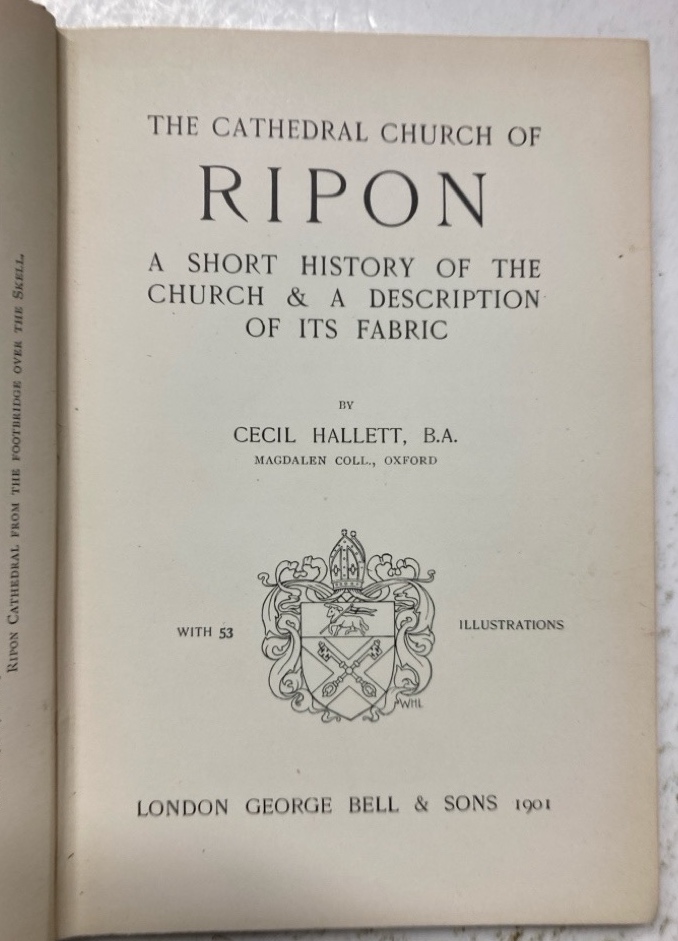 RIPON CATHEDRAL FROM THE FOOTBRIDGE OVER THE SKELL.
THE CATHEDRAL CHURCH OF
RIPON
A SHORT HISTORY OF THE
CHURCH & A DESCRIPTION
OF ITS FABRIC
BY
CECIL HALLETT, B.A.
MAGDALEN COLL., OXFORD
WITH 53 ILLUSTRATIONS
WHL
LONDON GEORGE BELL & SONS 1901